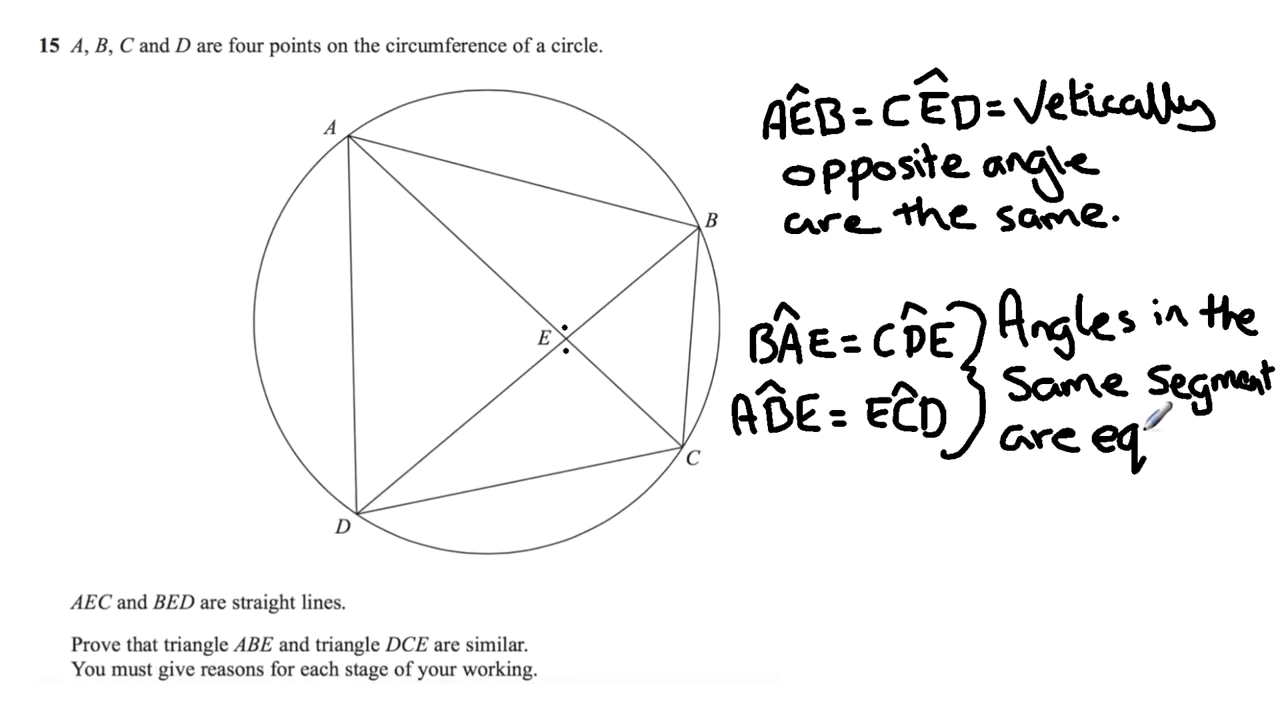 15 A, B, C and D are four points on the circumference of a circle.
A
B
E
C
D
AÊB = CÊD = Vetically
opposite angle
are the same.
BÂE = CD̂E } Angles in the
AB̂E = EĈD } Same segment
are eq
AEC and BED are straight lines.
Prove that triangle ABE and triangle DCE are similar.
You must give reasons for each stage of your working.